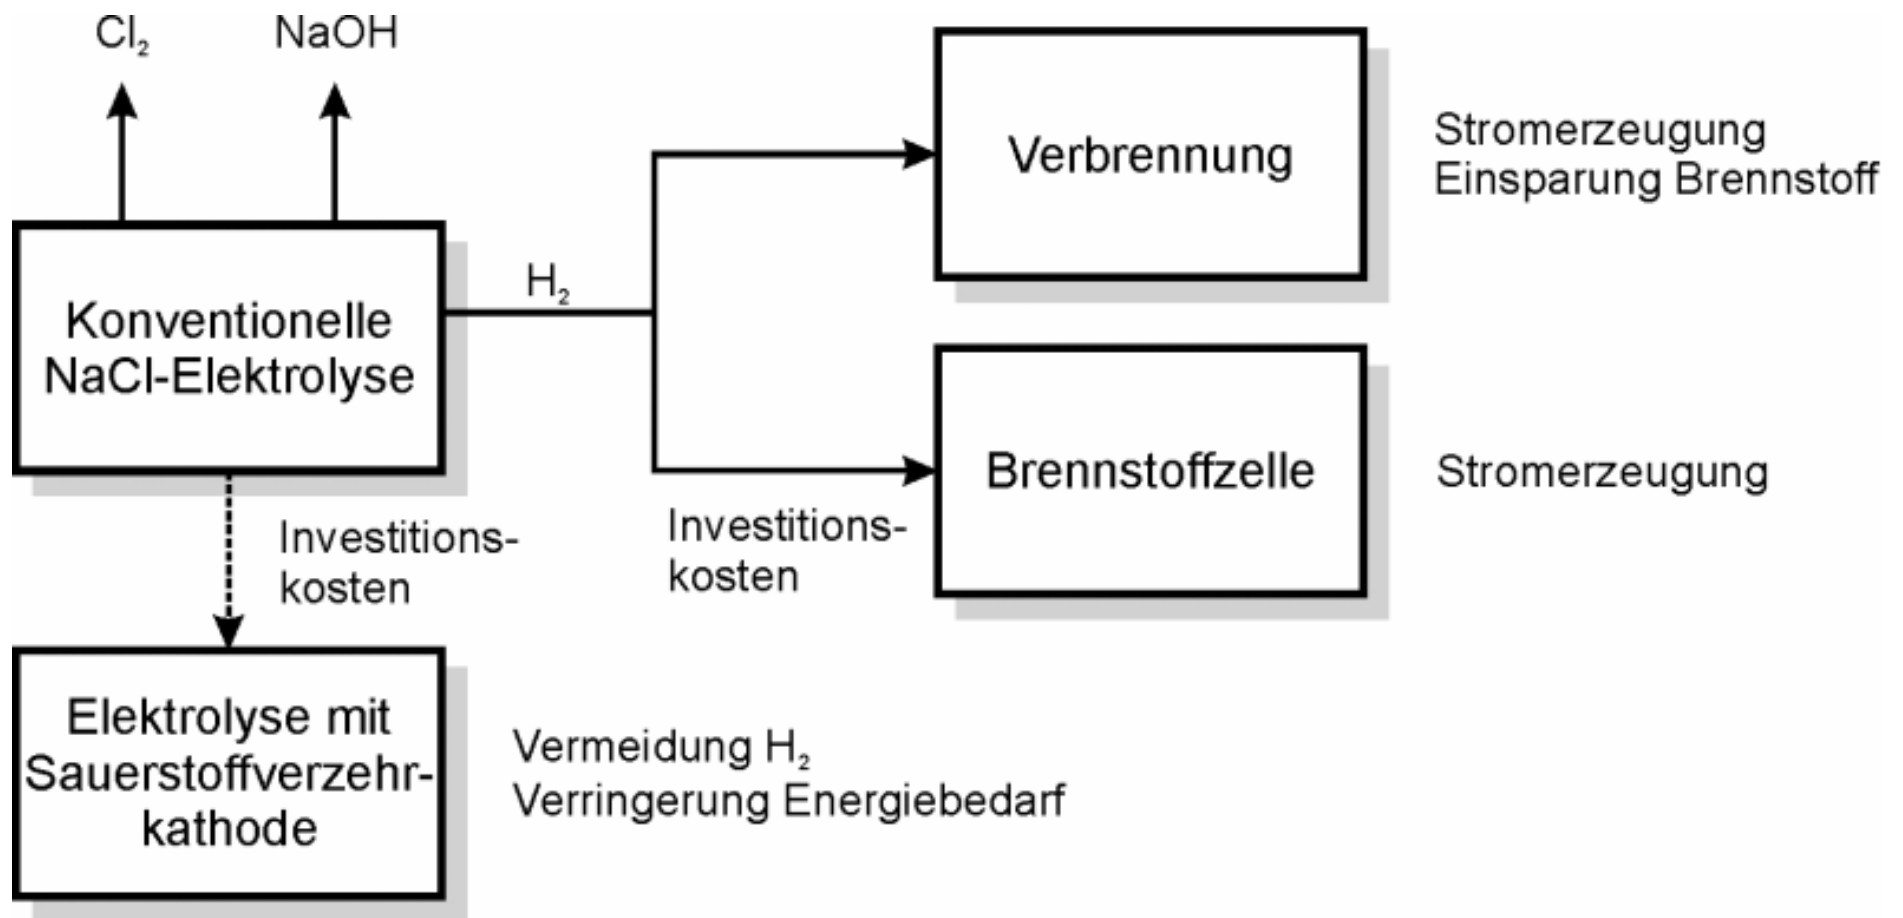 Cl₂
NaOH
Verbrennung
Stromerzeugung
Einsparung Brennstoff
Konventionelle
NaCl-Elektrolyse
H₂
Brennstoffzelle
Stromerzeugung
Investitions-
kosten
Investitions-
kosten
Elektrolyse mit
Sauerstoffverzehr-
kathode
Vermeidung H₂
Verringerung Energiebedarf